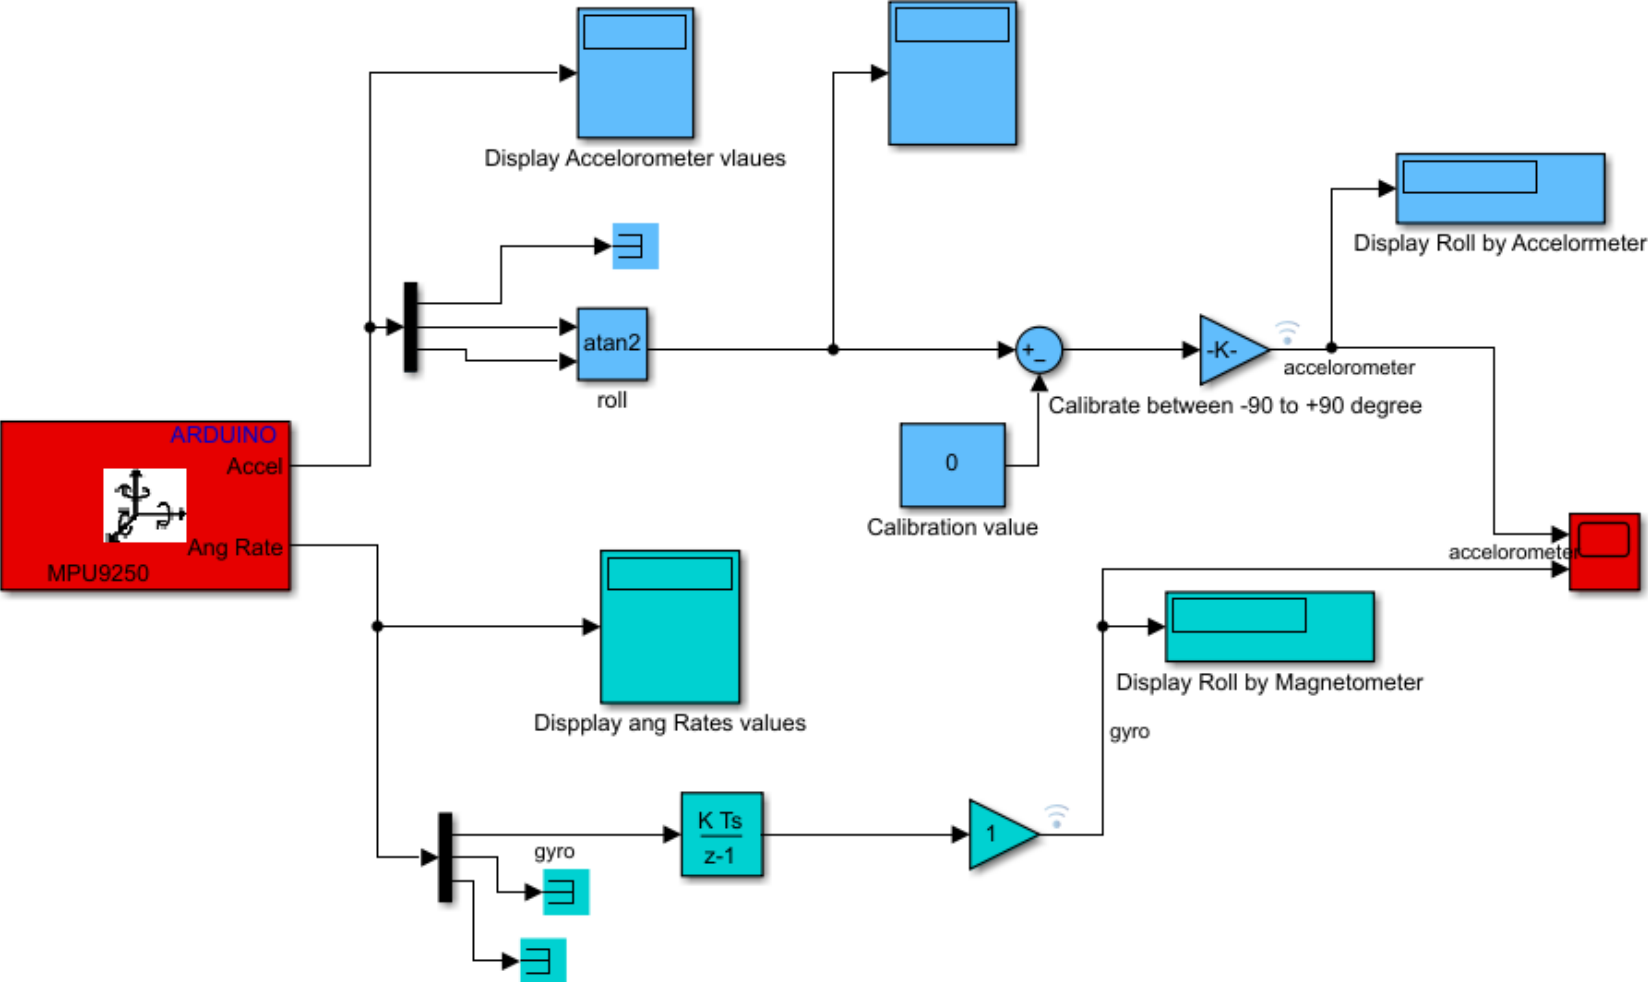 Display Accelorometer vlaues
Display Roll by Accelormeter
atan2
roll
+
_
-K-
accelorometer
Calibrate between -90 to +90 degree
0
Calibration value
ARDUINO
Accel
Ang Rate
MPU9250
accelorometer
Dispplay ang Rates values
Display Roll by Magnetometer
gyro
K Ts
z-1
1
gyro